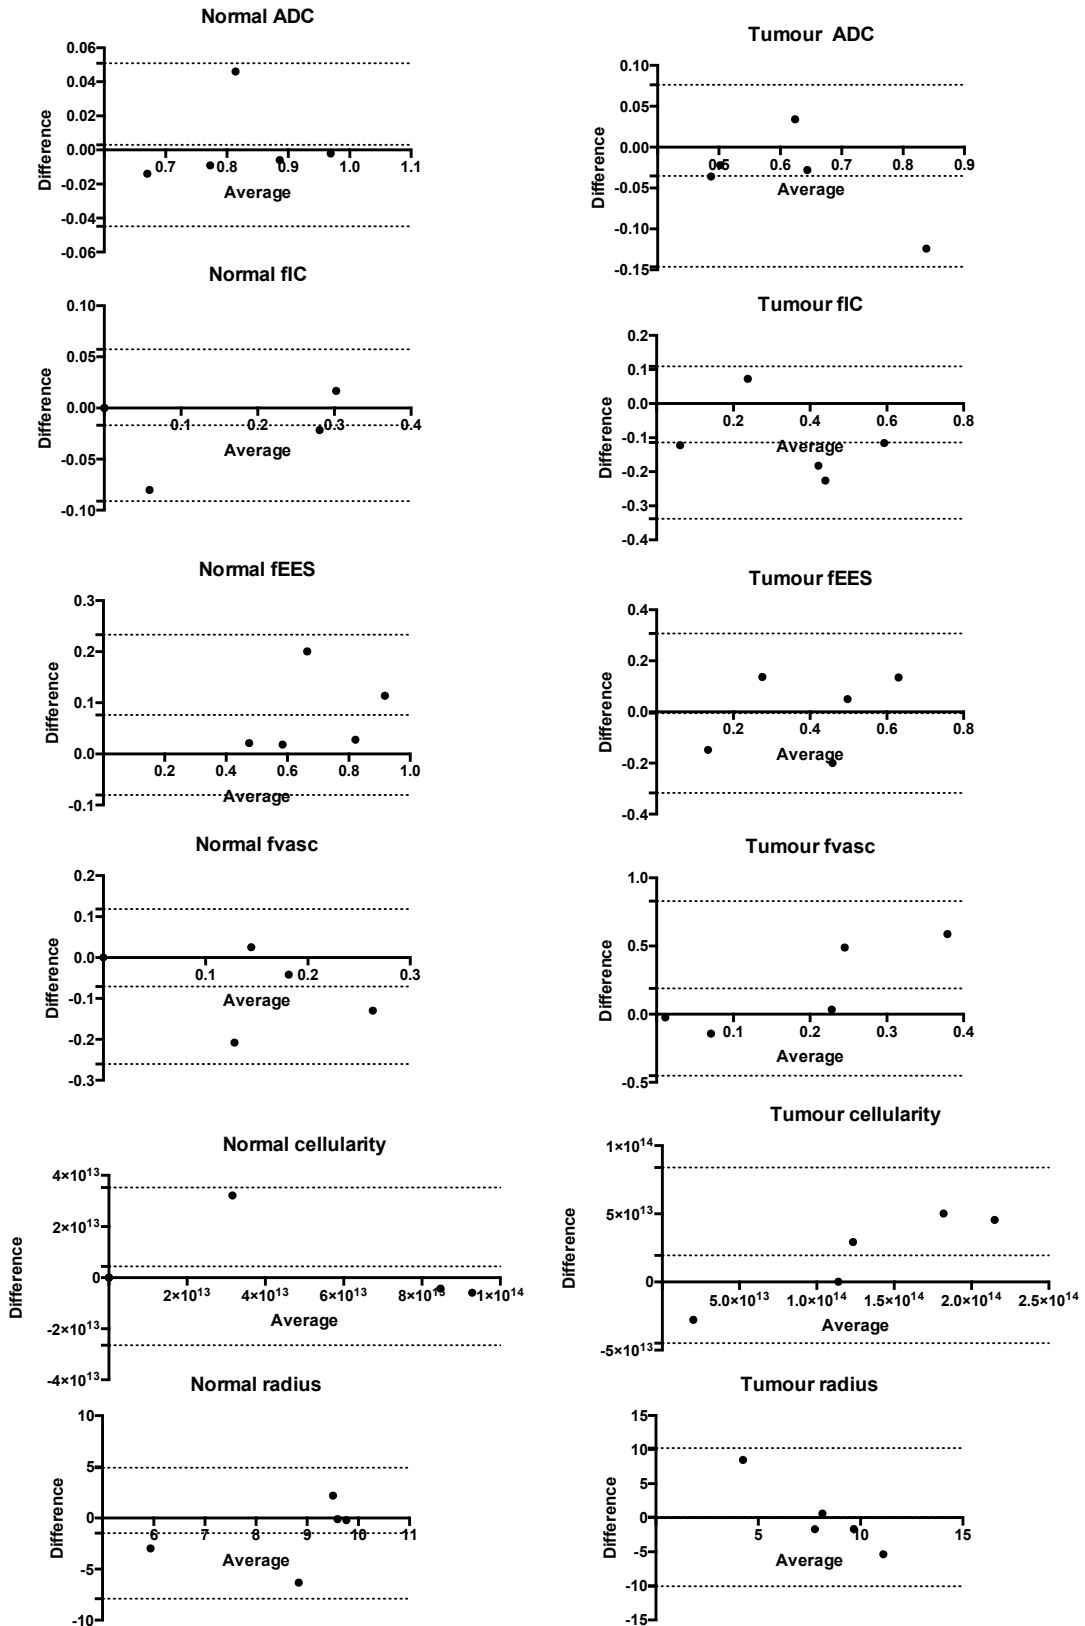 Normal ADC
0.06
0.04
0.02
0.00
-0.02
-0.04
-0.06
Difference
0.7 0.8 0.9 1.0 1.1
Average
Tumour ADC
0.10
0.05
0.00
-0.05
-0.10
-0.15
Difference
0.5 0.6 0.7 0.8 0.9
Average
Normal fIC
0.10
0.05
0.00
-0.05
-0.10
Difference
0.1 0.2 0.3 0.4
Average
Tumour fIC
0.2
0.1
0.0
-0.1
-0.2
-0.3
-0.4
Difference
0.2 0.4 0.6 0.8
Average
Normal fEES
0.3
0.2
0.1
0.0
-0.1
Difference
0.2 0.4 0.6 0.8 1.0
Average
Tumour fEES
0.4
0.2
0.0
-0.2
-0.4
Difference
0.2 0.4 0.6 0.8
Average
Normal fvasc
0.2
0.1
0.0
-0.1
-0.2
-0.3
Difference
0.1 0.2 0.3
Average
Tumour fvasc
1.0
0.5
0.0
-0.5
Difference
0.1 0.2 0.3 0.4
Average
Normal cellularity
4×10¹³
2×10¹³
0
-2×10¹³
-4×10¹³
Difference
2×10¹³ 4×10¹³ 6×10¹³ 8×10¹³ 1×10¹⁴
Average
Tumour cellularity
1×10¹⁴
5×10¹³
0
-5×10¹³
Difference
5.0×10¹³ 1.0×10¹⁴ 1.5×10¹⁴ 2.0×10¹⁴ 2.5×10¹⁴
Average
Normal radius
10
5
0
-5
-10
Difference
6 7 8 9 10 11
Average
Tumour radius
15
10
5
0
-5
-10
-15
Difference
5 10 15
Average